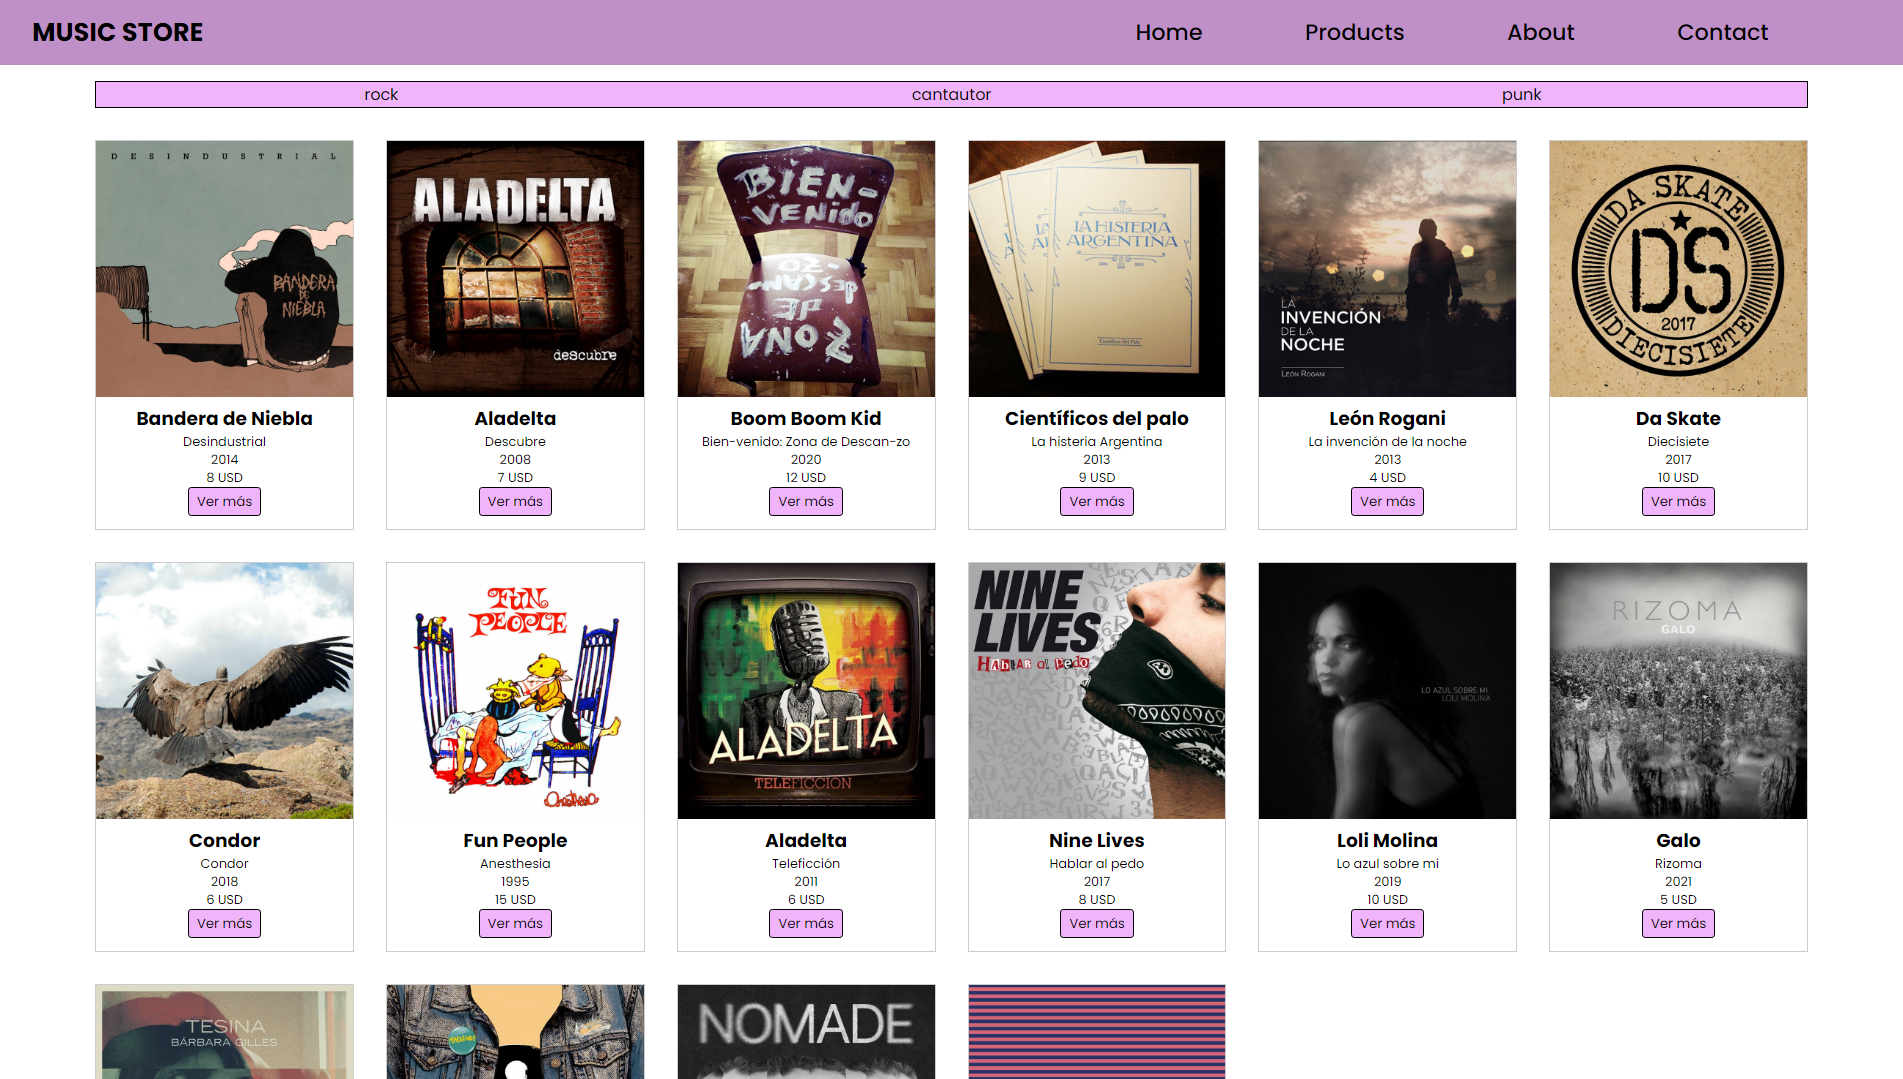 MUSIC STORE
Home
Products
About
Contact
rock
cantautor
punk
DESINDUSTRIAL
BANDERA
DE
NIEBLA
ALADELTA
descubre
BIEN-
VENIDO
ZONA
DE
DESCAN-
ZO
LA HISTERIA
ARGENTINA
Científicos Del Palo
LA
INVENCIÓN
DE LA
NOCHE
LEÓN ROGANI
DA SKATE
DS
2017
DIECISIETE
Bandera de Niebla
Desindustrial
2014
8 USD
Ver más
Aladelta
Descubre
2008
7 USD
Ver más
Boom Boom Kid
Bien-venido: Zona de Descan-zo
2020
12 USD
Ver más
Científicos del palo
La histeria Argentina
2013
9 USD
Ver más
León Rogani
La invención de la noche
2013
4 USD
Ver más
Da Skate
Diecisiete
2017
10 USD
Ver más
FUN
PEOPLE
ALADELTA
TELEFICCION
NINE
LIVES
Hablar al pedo
LO AZUL SOBRE MI
LOLI MOLINA
RIZOMA
GALO
Condor
Condor
2018
6 USD
Ver más
Fun People
Anesthesia
1995
15 USD
Ver más
Aladelta
Teleficción
2011
6 USD
Ver más
Nine Lives
Hablar al pedo
2017
8 USD
Ver más
Loli Molina
Lo azul sobre mi
2019
10 USD
Ver más
Galo
Rizoma
2021
5 USD
Ver más
TESINA
BÁRBARA GILLES
NOMADE